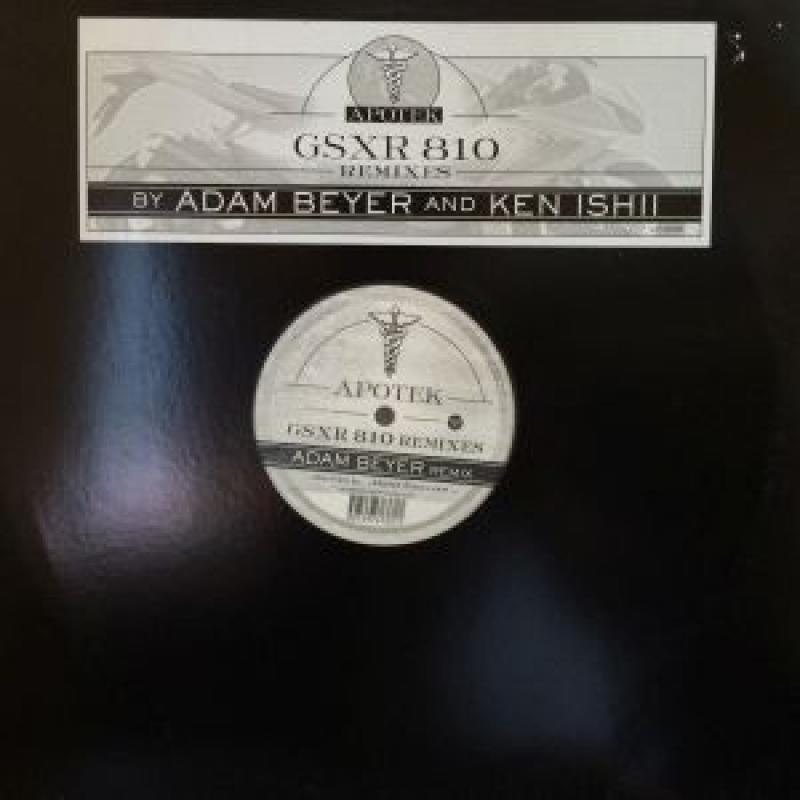 APOTEK
GSXR 810
REMIXES
BY ADAM BEYER AND KEN ISHII
APOTEK
GSXR 810 REMIXES
ADAM BEYER REMIX